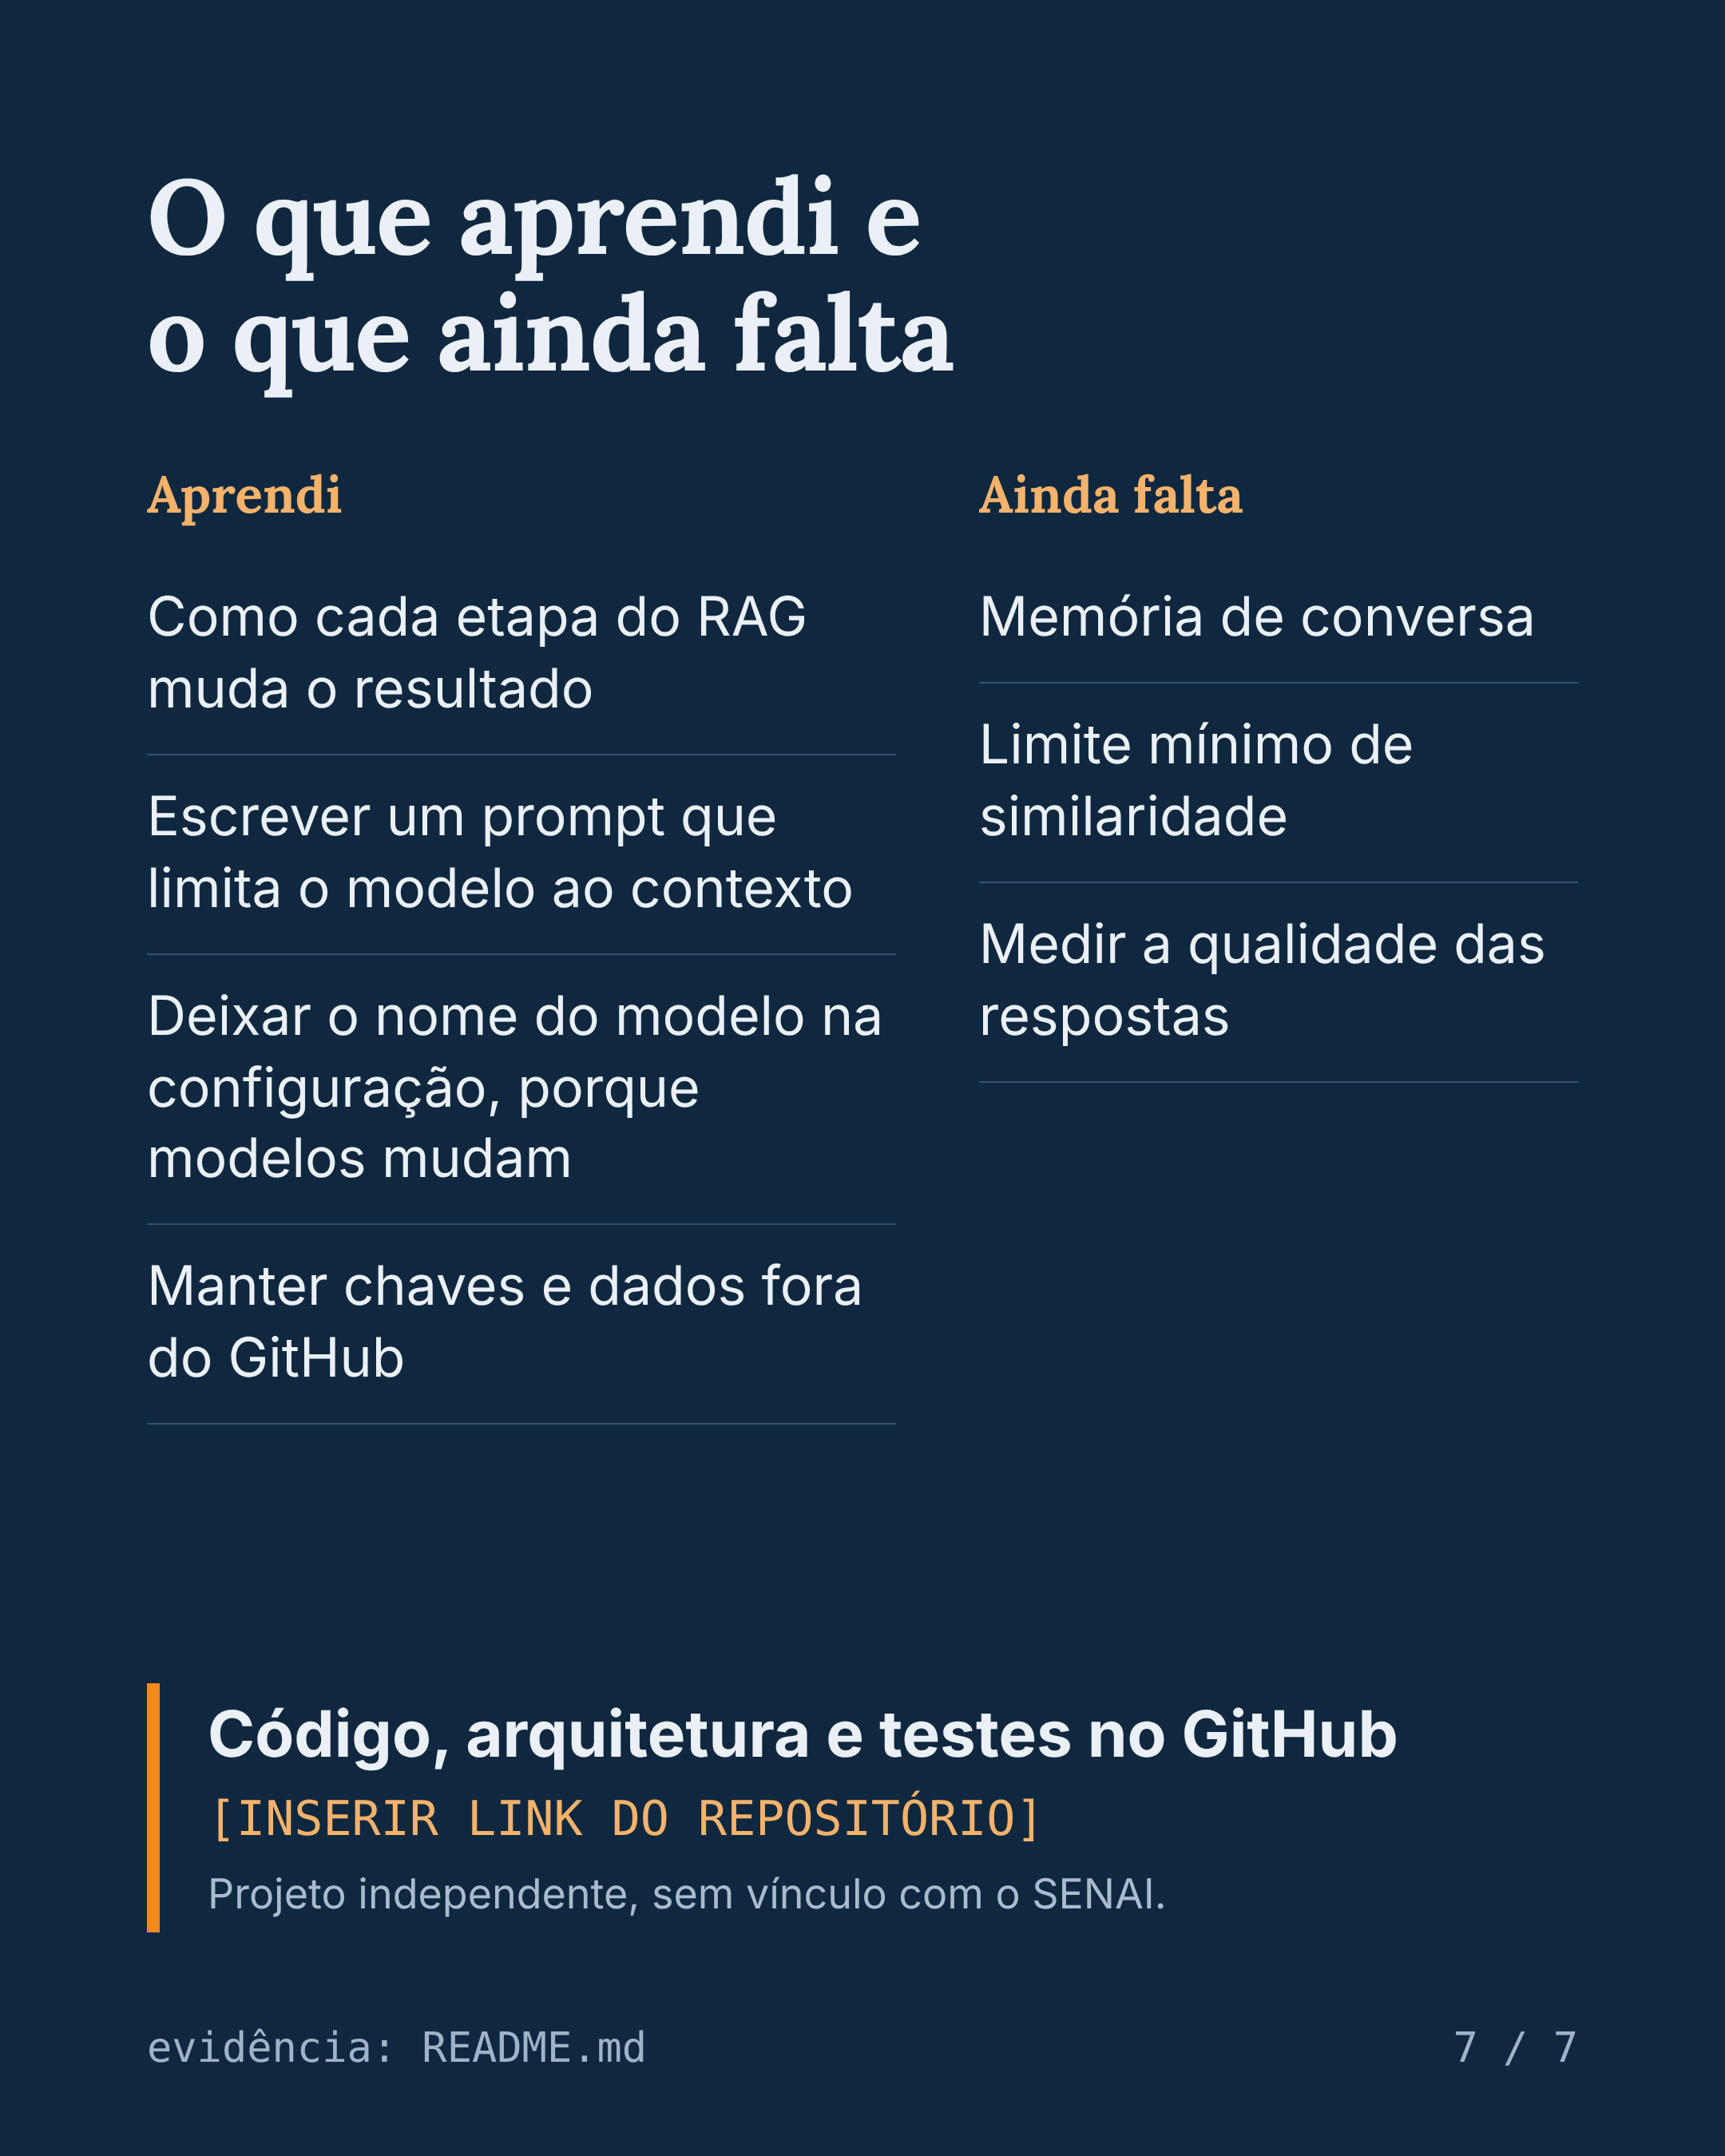 O que aprendi e
o que ainda falta
Aprendi
Como cada etapa do RAG
muda o resultado
Escrever um prompt que
limita o modelo ao contexto
Deixar o nome do modelo na
configuração, porque
modelos mudam
Manter chaves e dados fora
do GitHub
Ainda falta
Memória de conversa
Limite mínimo de
similaridade
Medir a qualidade das
respostas
Código, arquitetura e testes no GitHub
[INSERIR LINK DO REPOSITÓRIO]
Projeto independente, sem vínculo com o SENAI.
evidência: README.md
7 / 7